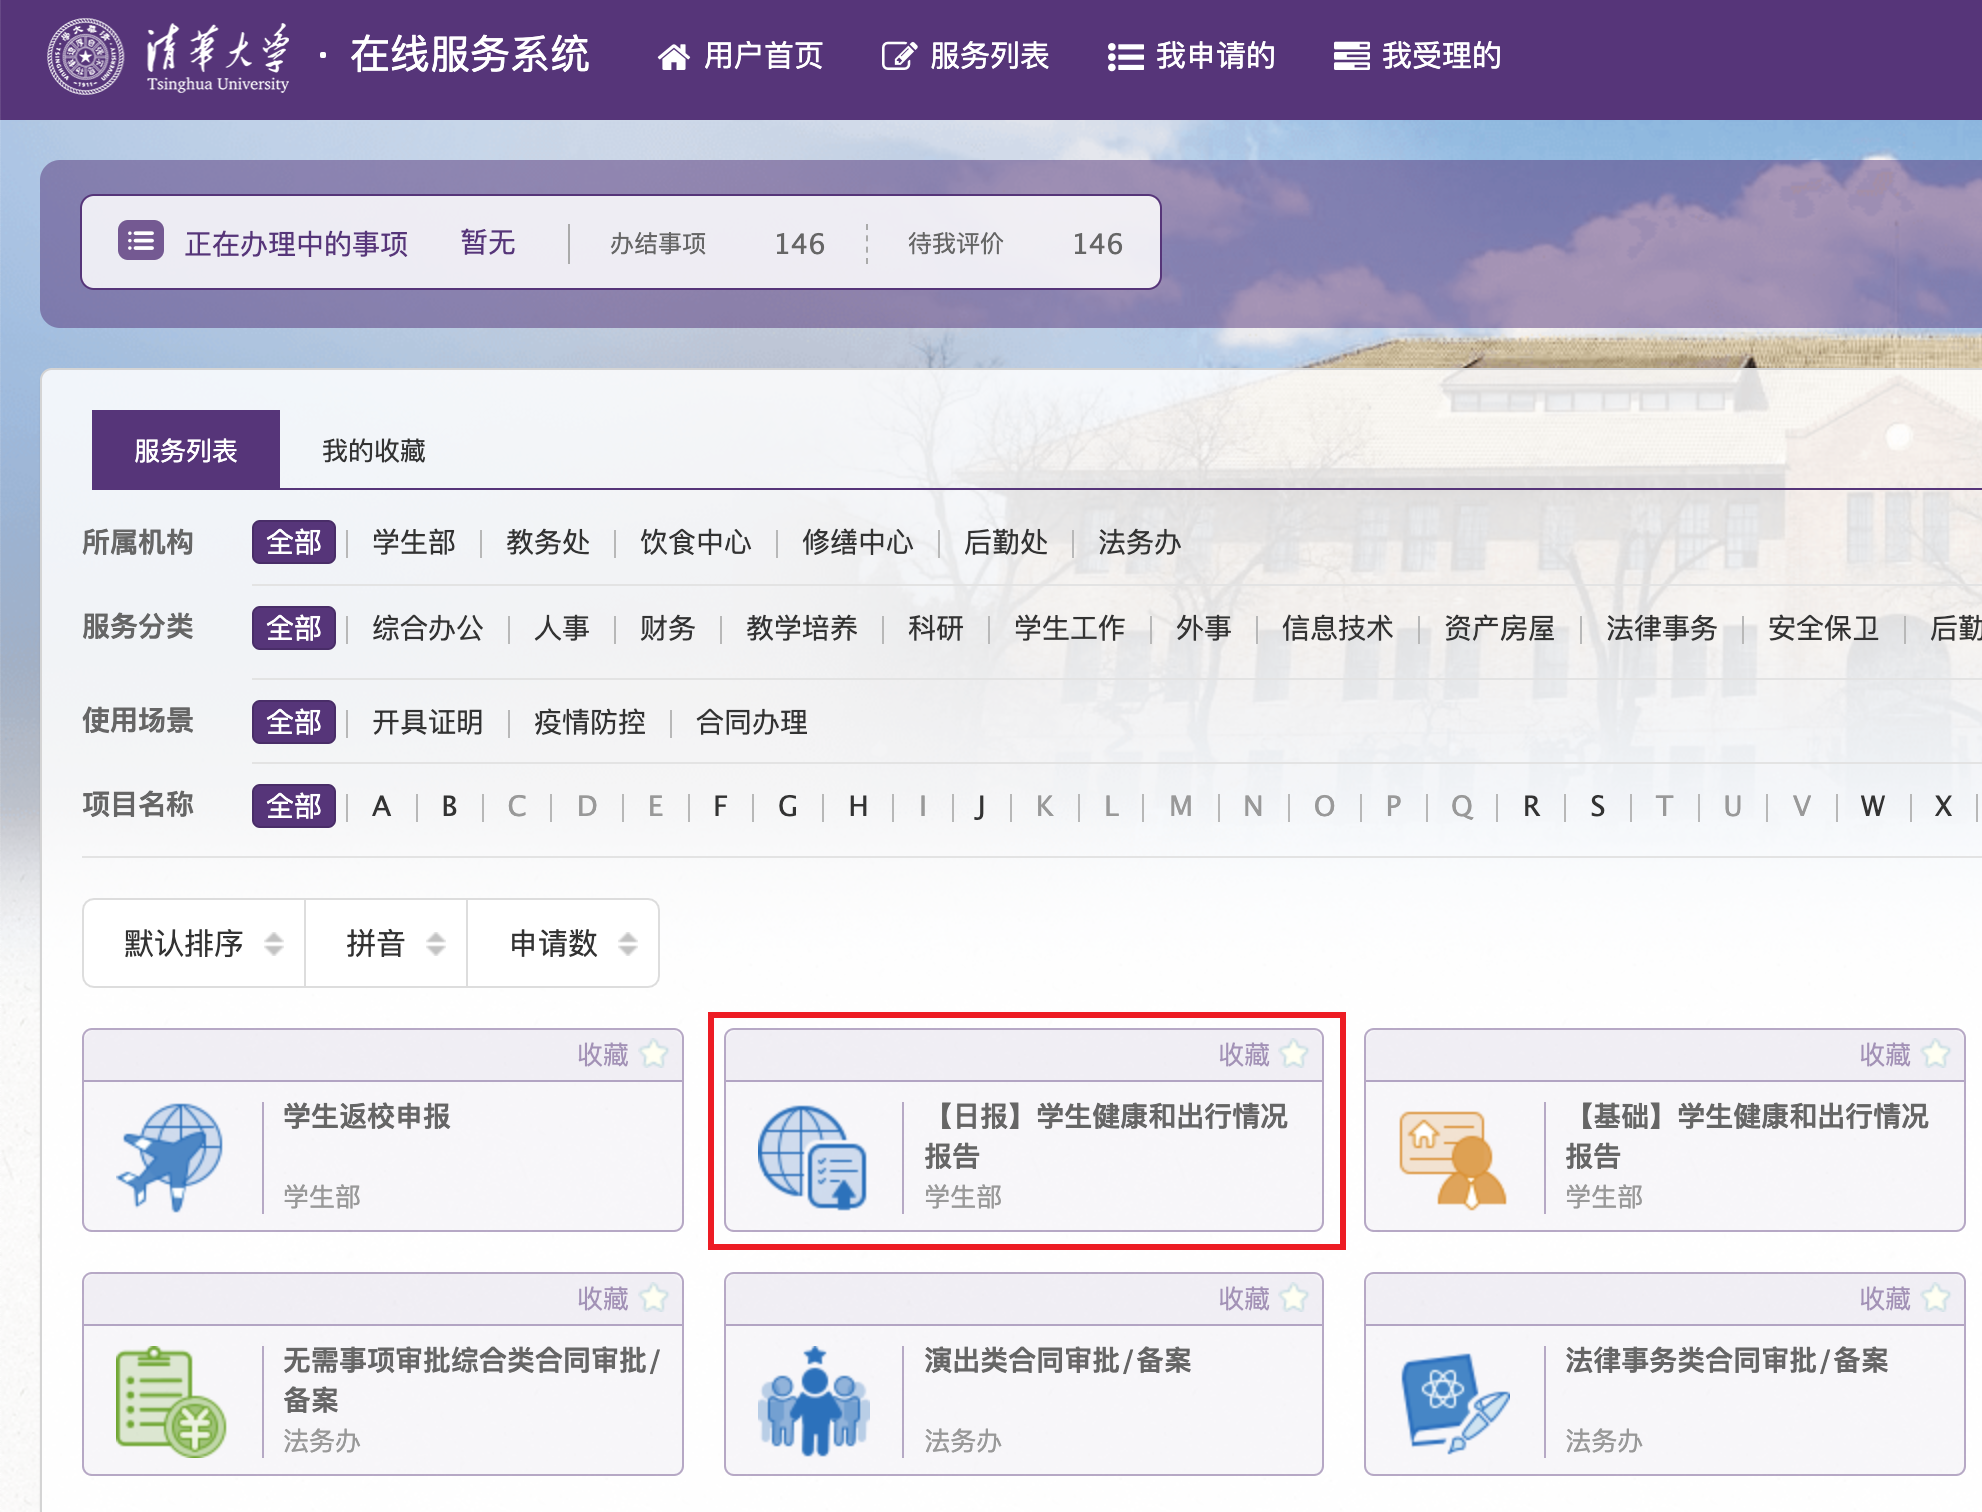 清华大学
Tsinghua University
· 在线服务系统 用户首页 服务列表 我申请的 我受理的
正在办理中的事项 暂无 办结事项 146 待我评价 146
服务列表 我的收藏
所属机构 全部 学生部 教务处 饮食中心 修缮中心 后勤处 法务办
服务分类 全部 综合办公 人事 财务 教学培养 科研 学生工作 外事 信息技术 资产房屋 法律事务 安全保卫 后勤
使用场景 全部 开具证明 疫情防控 合同办理
项目名称 全部 A B C D E F G H I J K L M N O P Q R S T U V W X
默认排序 拼音 申请数
收藏
学生返校申报
学生部
收藏
【日报】学生健康和出行情况
报告
学生部
收藏
【基础】学生健康和出行情况
报告
学生部
收藏
无需事项审批综合类合同审批/
备案
法务办
收藏
演出类合同审批/备案
法务办
收藏
法律事务类合同审批/备案
法务办